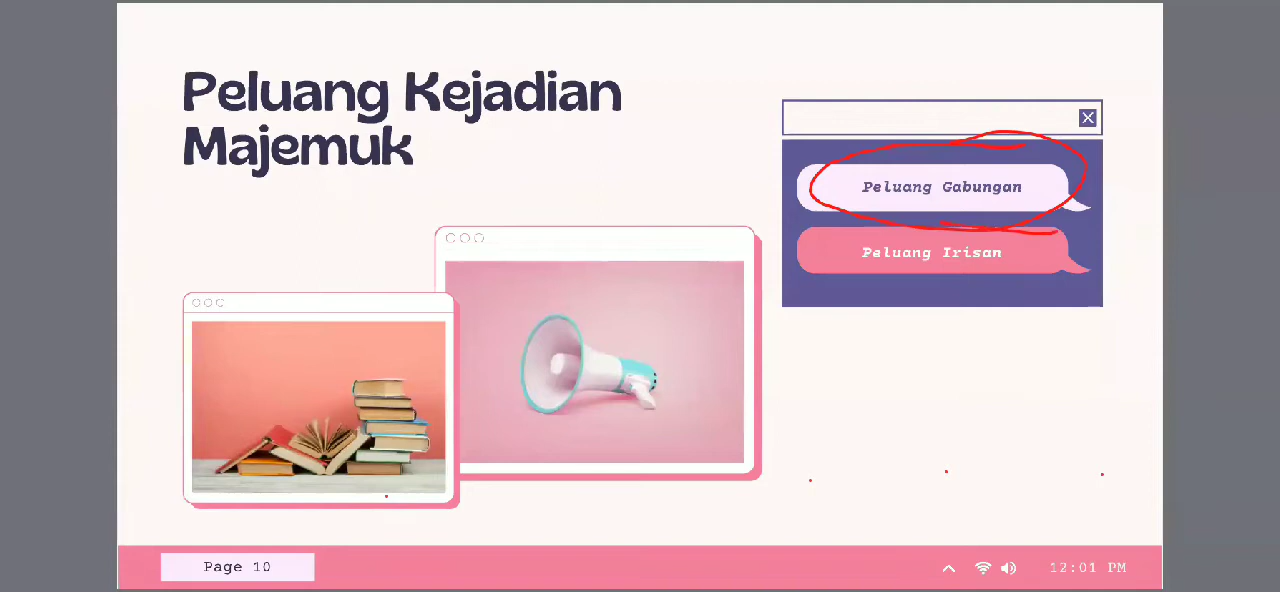 Peluang Kejadian
Majemuk
Peluang Gabungan
Peluang Irisan
Page 10
12:01 PM